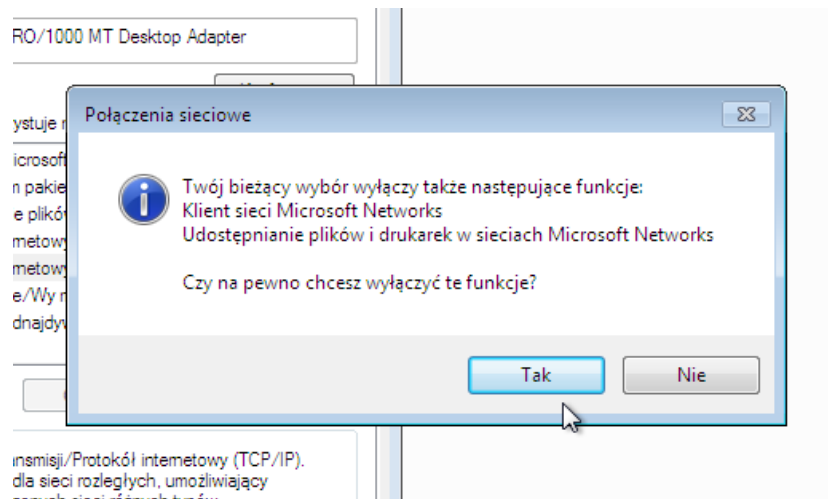 RO/1000 MT Desktop Adapter
Połączenia sieciowe
ystuje
icrosoft
pakie
e plików
Twój bieżący wybór wyłączy także następujące funkcje:
Klient sieci Microsoft Networks
Udostępnianie plików i drukarek w sieciach Microsoft Networks
Czy na pewno chcesz wyłączyć te funkcje?
metowy
metowy
e/Wy
dnajdy
Tak
Nie
nsmisji/Protokół internetowy (TCP/IP).
dla sieci rozległych, umożliwiający